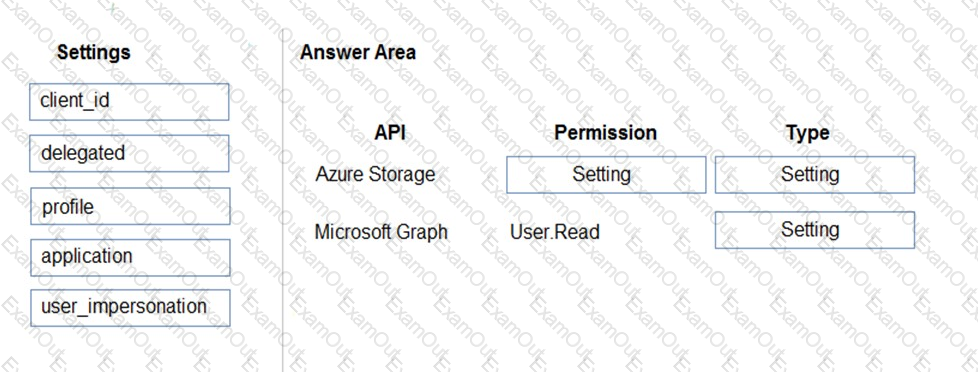 Settings
Answer Area
client_id
delegated
profile
application
user_impersonation
API Permission Type
Azure Storage Setting Setting
Microsoft Graph User.Read Setting